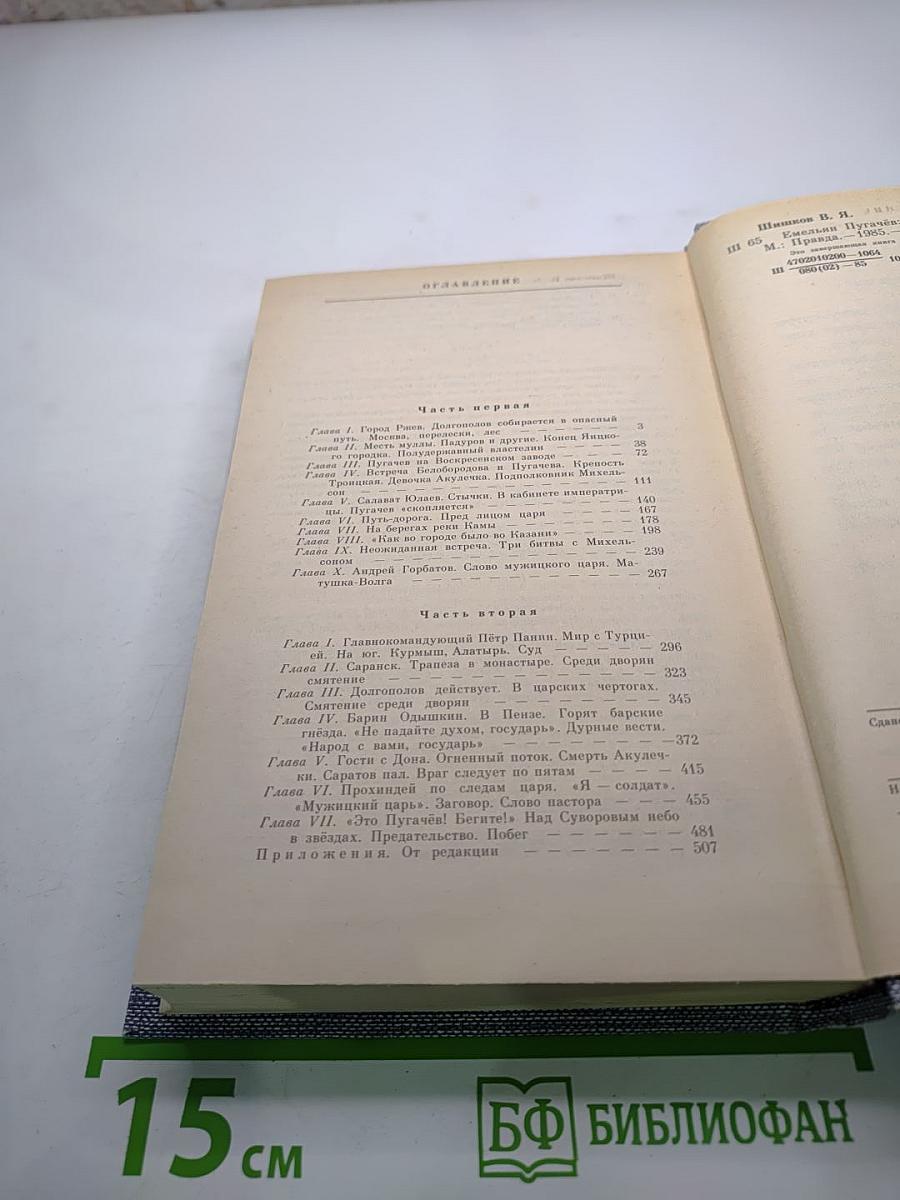 ОГЛАВЛЕНИЕ
Часть первая
Глава I. Город Ржев. Долгополов собирается в опасный
путь. Москва, перелески, лес — — — — — — 3
Глава II. Месть муллы. Падуров и другие. Конец Яицко-
го городка. Полудержавный властелин — — — — 38
Глава III. Пугачев на Воскресенском заводе — — — 72
Глава IV. Встреча Белобородова и Пугачева. Крепость
Троицкая. Девочка Акулечка. Подполковник Михель-
сон — — — — — — — — — — — — — 111
Глава V. Салават Юлаев. Стычки. В кабинете императри-
цы. Пугачев «скопляется» — — — — — — — 140
Глава VI. Путь-дорога. Пред лицом царя — — — — 167
Глава VII. На берегах реки Камы — — — — — — 178
Глава VIII. «Как во городе было во Казани» — — — — 198
Глава IX. Неожиданная встреча. Три битвы с Михель-
соном — — — — — — — — — — — — 239
Глава X. Андрей Горбатов. Слово мужицкого царя. Ма-
тушка-Волга — — — — — — — — — — — 267
Часть вторая
Глава I. Главнокомандующий Пётр Панин. Мир с Турци-
ей. На юг. Курмыш, Алатырь. Суд — — — — — 296
Глава II. Саранск. Трапеза в монастыре. Среди дворян
смятение — — — — — — — — — — — — 323
Глава III. Долгополов действует. В царских чертогах.
Смятение среди дворян — — — — — — — — 345
Глава IV. Барин Одышкин. В Пензе. Горят барские
гнёзда. «Не падайте духом, государь». Дурные вести.
«Народ с вами, государь» — — — — — — — —372
Глава V. Гости с Дона. Огненный поток. Смерть Акулеч-
ки. Саратов пал. Враг следует по пятам — — — — 415
Глава VI. Прохиндей по следам царя. «Я — солдат».
«Мужицкий царь». Заговор. Слово пастора — — — 455
Глава VII. «Это Пугачёв! Бегите!» Над Суворовым небо
в звёздах. Предательство. Побег — — — — — — 481
Приложения. От редакции — — — — — — — 507
Шишков В. Я.
Ш 65 Емельян Пугачёв:
М.: Правда.—1985.—
Это завершающая книга
Ш 4702010200—1064
080(02)—85 10
Сдано
15 см
БФ БИБЛИОФАН